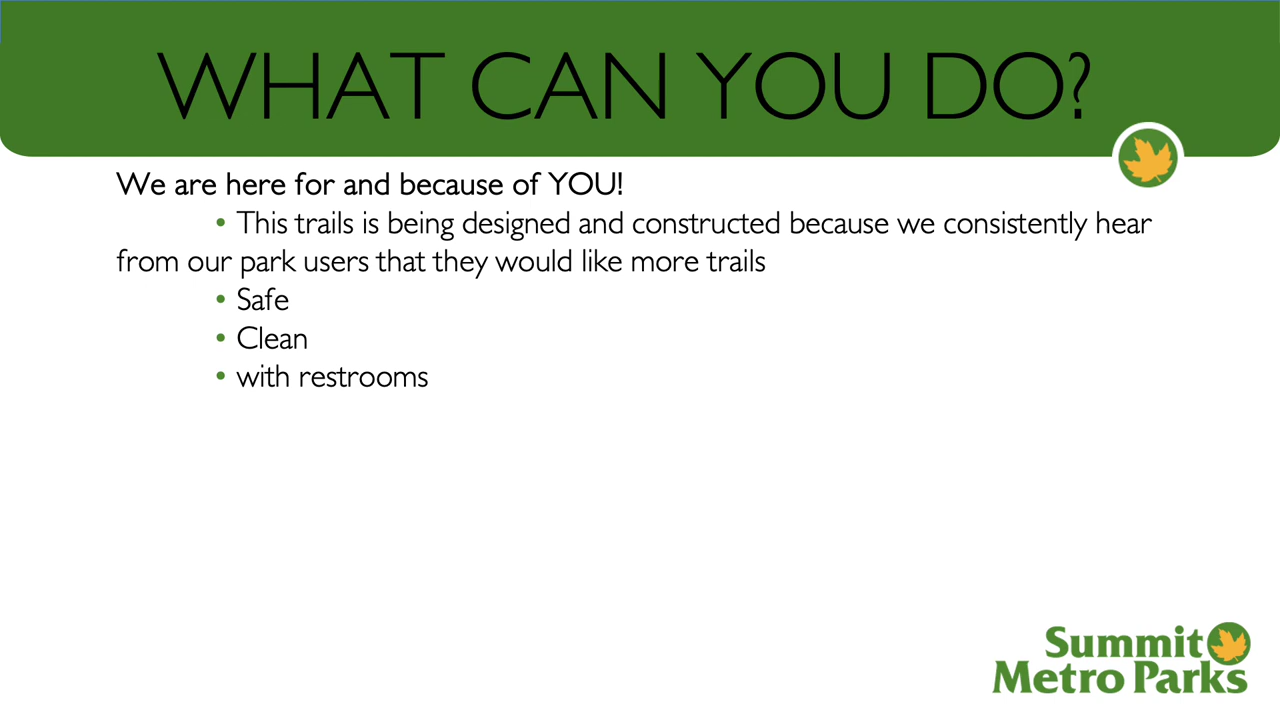 WHAT CAN YOU DO?
We are here for and because of YOU!
• This trails is being designed and constructed because we consistently hear
from our park users that they would like more trails
• Safe
• Clean
• with restrooms
Summit
Metro Parks